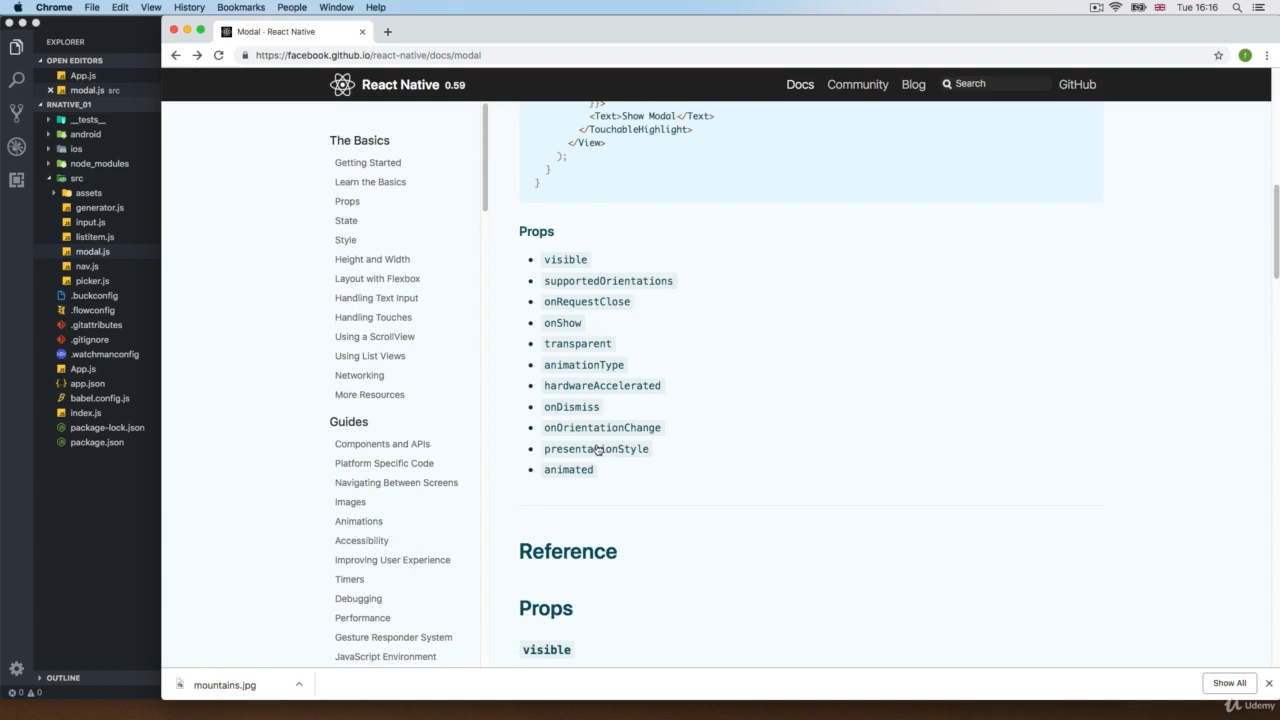 Chrome File Edit View History Bookmarks People Window Help Tue 16:16
EXPLORER
OPEN EDITORS
App.js
modal.js src
RNATIVE_01
__tests__
android
ios
node_modules
src
assets
generator.js
input.js
listitem.js
modal.js
nav.js
picker.js
.buckconfig
.flowconfig
.gitattributes
.gitignore
.watchmanconfig
App.js
app.json
babel.config.js
index.js
package-lock.json
package.json
OUTLINE
0 0
Modal · React Native
https://facebook.github.io/react-native/docs/modal
React Native 0.59
Docs Community Blog Search GitHub
The Basics
Getting Started
Learn the Basics
Props
State
Style
Height and Width
Layout with Flexbox
Handling Text Input
Handling Touches
Using a ScrollView
Using List Views
Networking
More Resources
Guides
Components and APIs
Platform Specific Code
Navigating Between Screens
Images
Animations
Accessibility
Improving User Experience
Timers
Debugging
Performance
Gesture Responder System
JavaScript Environment
}}>
<Text>Show Modal</Text>
</TouchableHighlight>
</View>
);
}
}
Props
visible
supportedOrientations
onRequestClose
onShow
transparent
animationType
hardwareAccelerated
onDismiss
onOrientationChange
presentationStyle
animated
Reference
Props
visible
mountains.jpg
Show All
Udemy